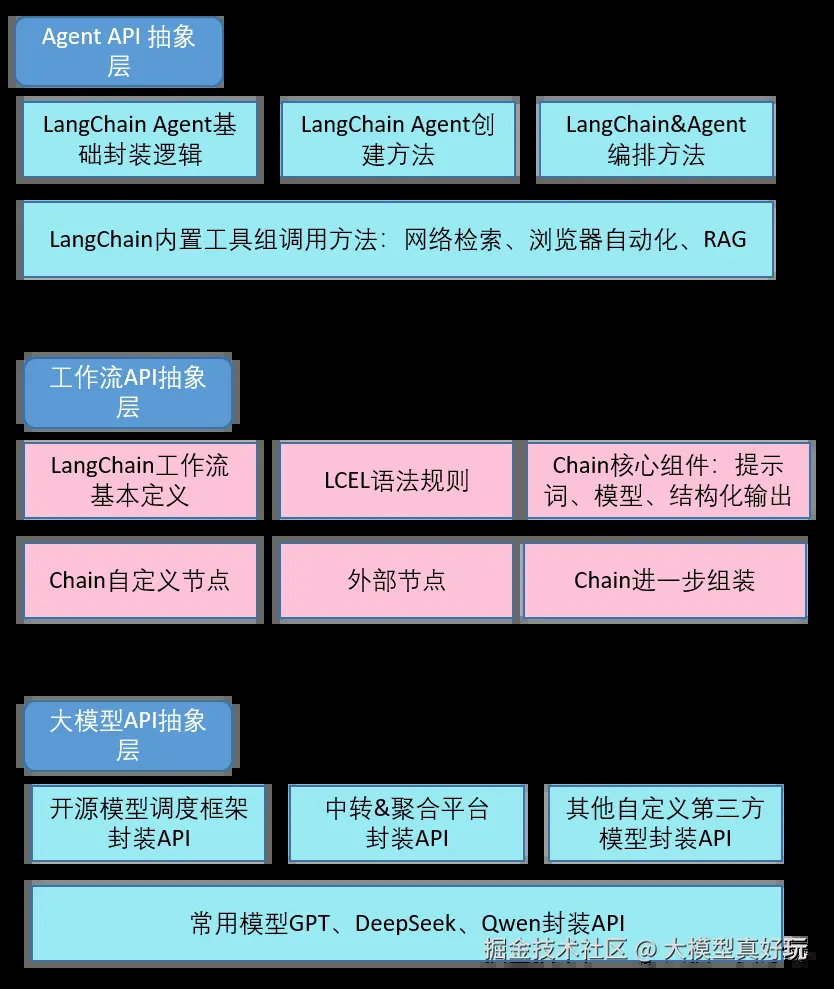 Agent API 抽象
层
LangChain Agent基
础封装逻辑
LangChain Agent创
建方法
LangChain&Agent
编排方法
LangChain内置工具组调用方法：网络检索、浏览器自动化、RAG
工作流API抽象
层
LangChain工作流
基本定义
LCEL语法规则
Chain核心组件：提示
词、模型、结构化输出
Chain自定义节点
外部节点
Chain进一步组装
大模型API抽象
层
开源模型调度框架
封装API
中转&聚合平台
封装API
其他自定义第三方
模型封装API
常用模型GPT、DeepSeek、Qwen封装API
掘金技术社区 @ 大模型真好玩